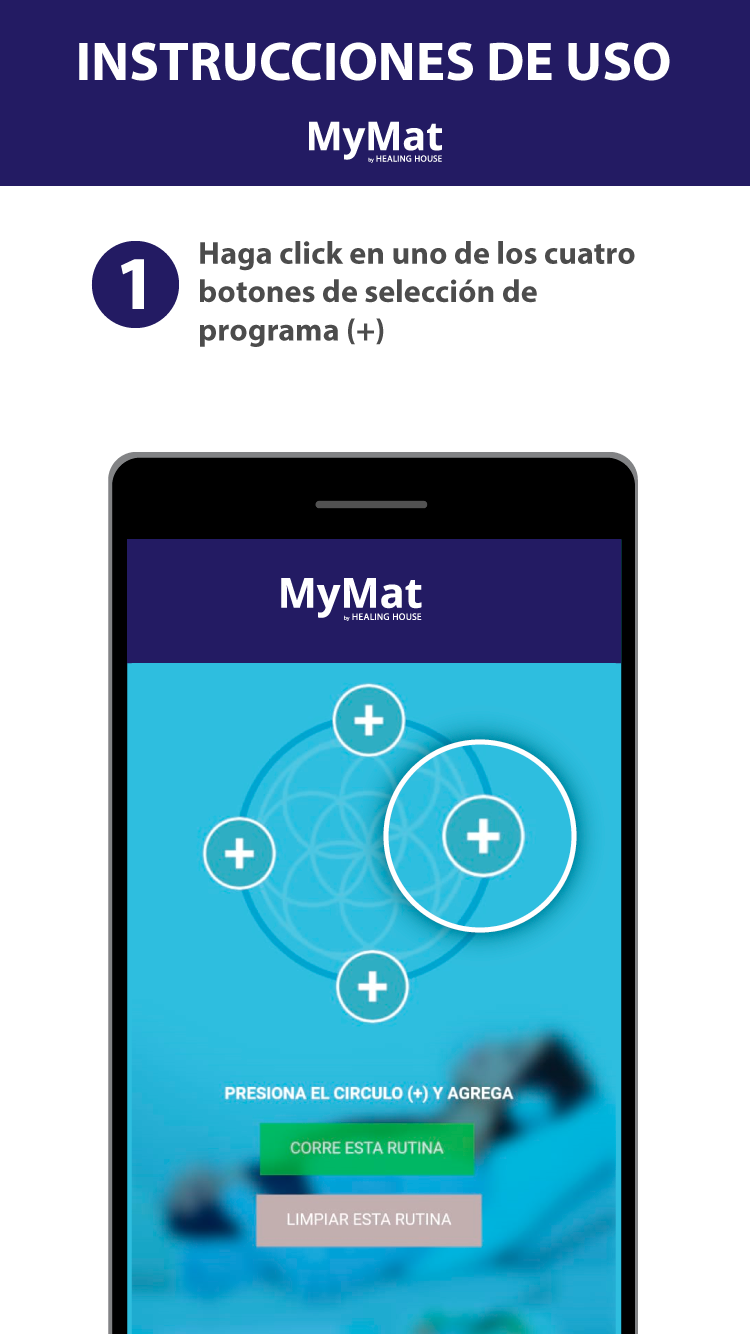 INSTRUCCIONES DE USO
MyMat
by HEALING HOUSE
1
Haga click en uno de los cuatro
botones de selección de
programa (+)
MyMat
by HEALING HOUSE
PRESIONA EL CIRCULO (+) Y AGREGA
CORRE ESTA RUTINA
LIMPIAR ESTA RUTINA